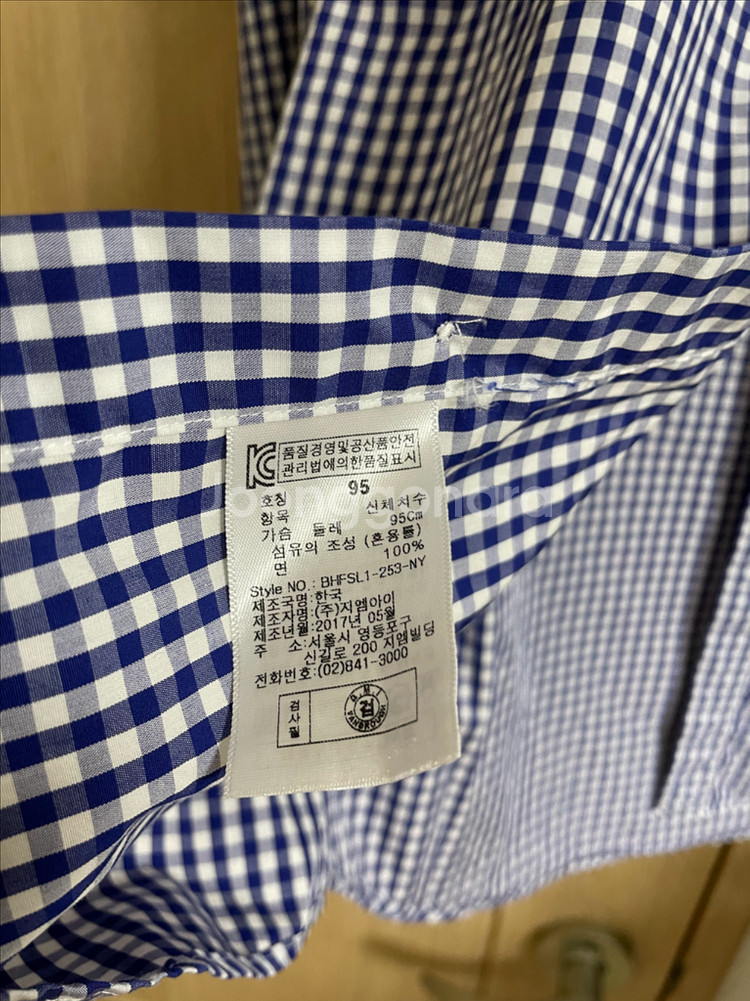 KC 품질경영및공산품안전
관리법에의한품질표시
호칭 95
항목 신체치수
가슴 둘레 95Cm
섬유의 조성 (혼용률)
면 100%
Style NO.: BHFSL1-253-NY
제조국명:한국
제조자명:(주)지엠아이
제조년월:2017년 05월
주 소:서울시 영등포구
신길로 200 지엠빌딩
전화번호:(02)841-3000
검사필
검
VANBROUGH
joonggonara